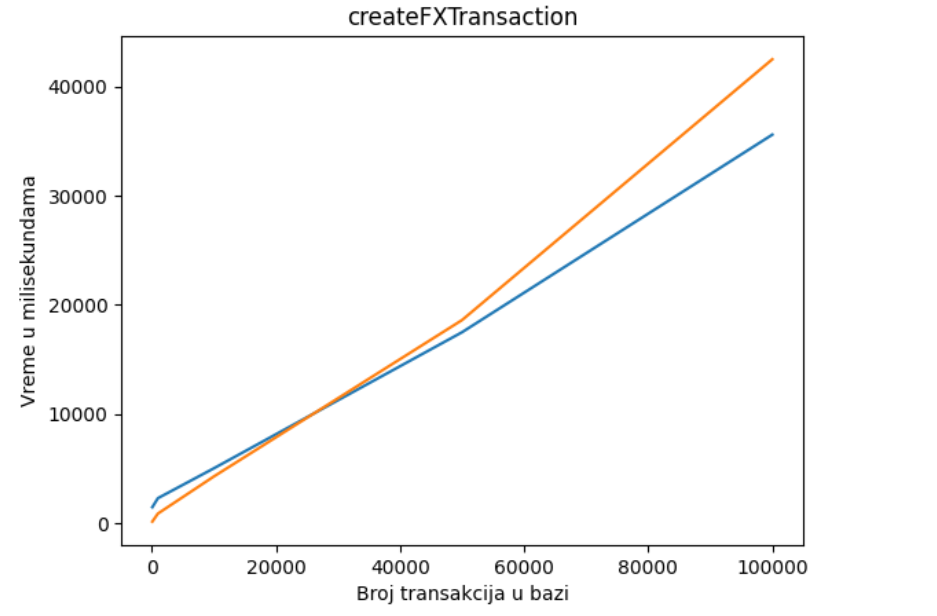 createFXTransaction
40000
30000
20000
10000
0
Vreme u milisekundama
0 20000 40000 60000 80000 100000
Broj transakcija u bazi